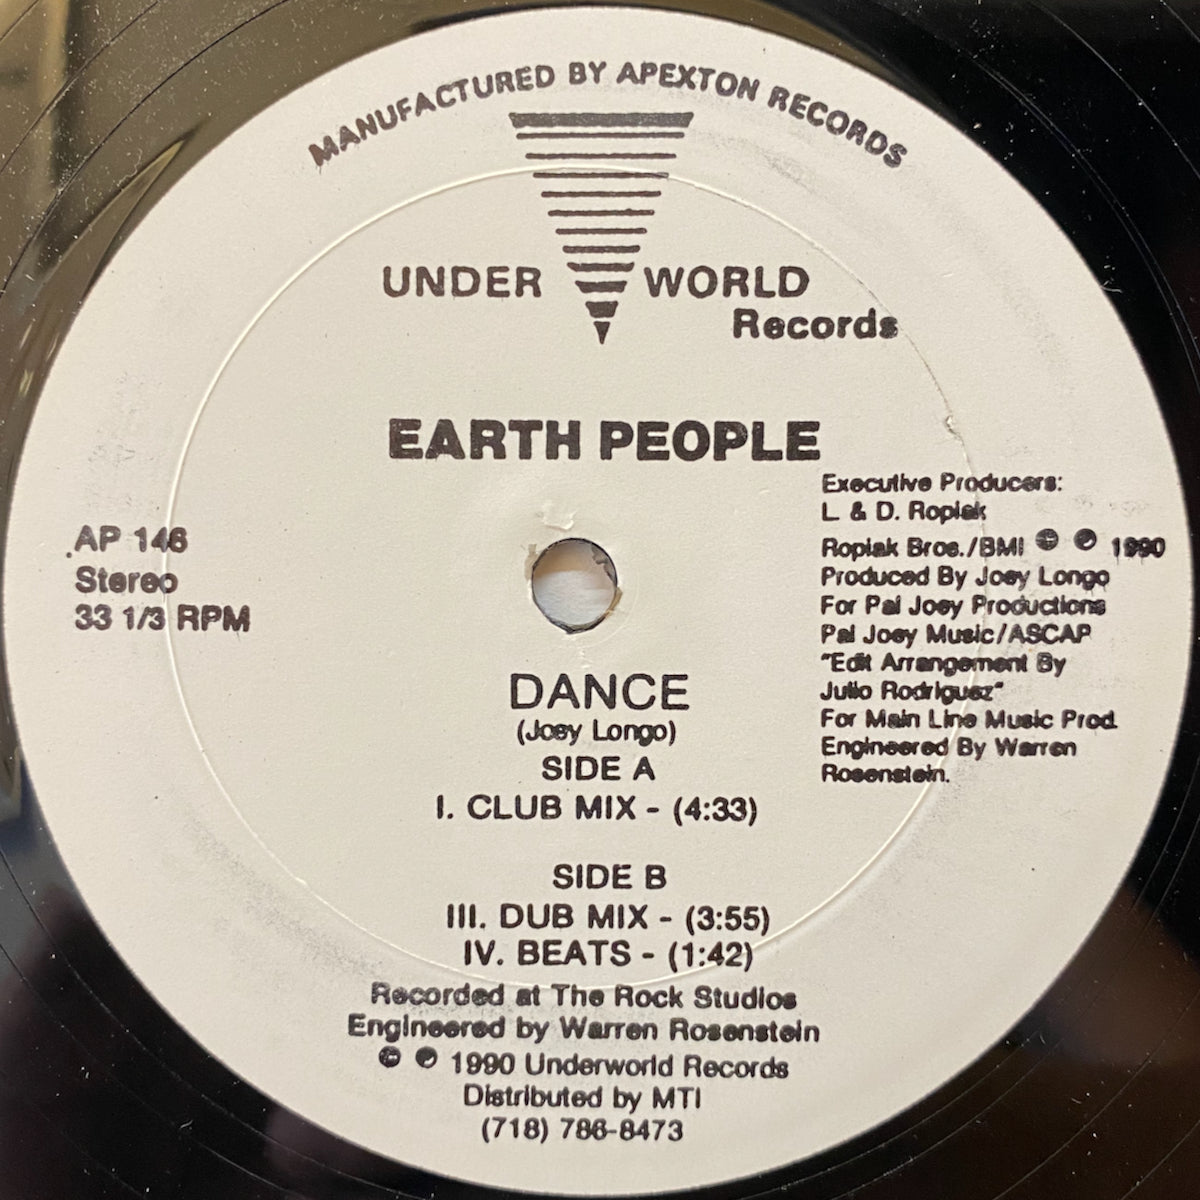 MANUFACTURED BY APEXTON RECORDS
UNDER WORLD
Records
EARTH PEOPLE
AP 146
Stereo
33 1/3 RPM
Executive Producers:
L. & D. Ropiak
Ropiak Bros./BMI © ℗ 1990
Produced By Joey Longo
For Pal Joey Productions
Pal Joey Music/ASCAP
"Edit Arrangement By
Julio Rodriguez"
For Main Line Music Prod.
Engineered By Warren
Rosenstein.
DANCE
(Joey Longo)
SIDE A
I. CLUB MIX - (4:33)
SIDE B
III. DUB MIX - (3:55)
IV. BEATS - (1:42)
Recorded at The Rock Studios
Engineered by Warren Rosenstein
© ℗ 1990 Underworld Records
Distributed by MTI
(718) 786-8473